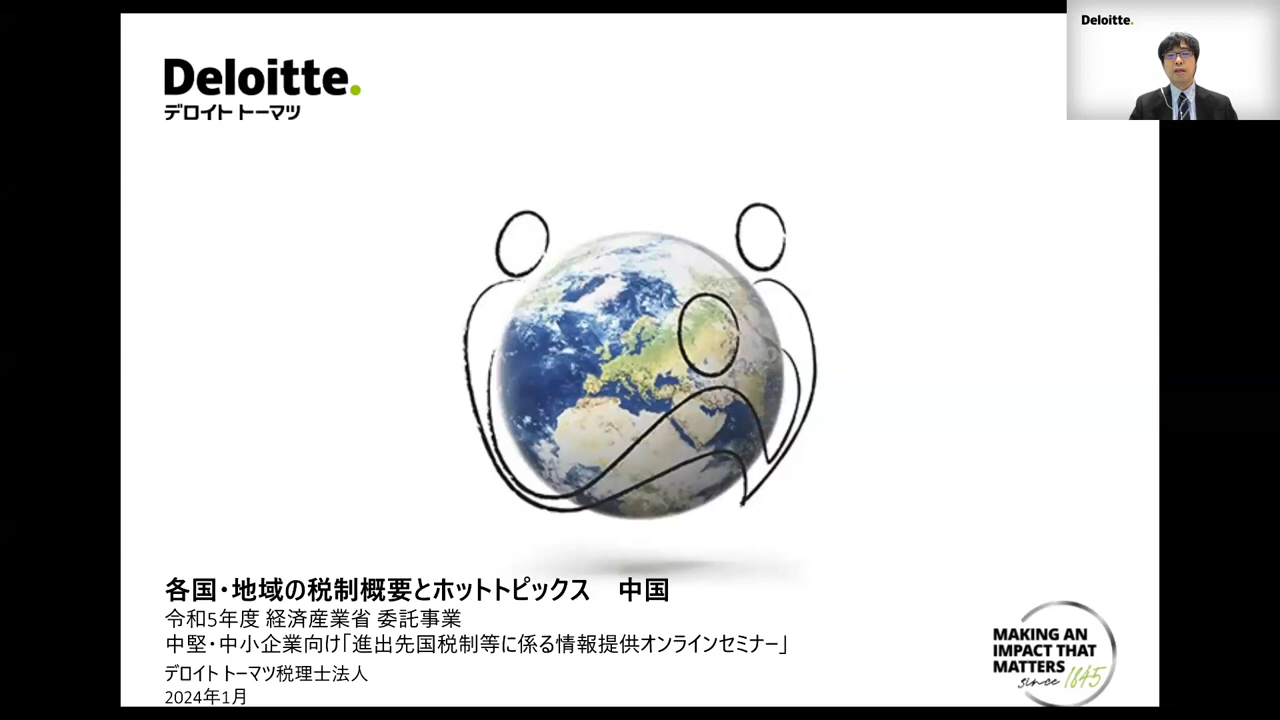 Deloitte.
デロイト トーマツ
Deloitte.
各国・地域の税制概要とホットトピックス　中国
令和5年度 経済産業省 委託事業
中堅・中小企業向け「進出先国税制等に係る情報提供オンラインセミナー」
デロイト トーマツ税理士法人
2024年1月
MAKING AN
IMPACT THAT
MATTERS
since 1845